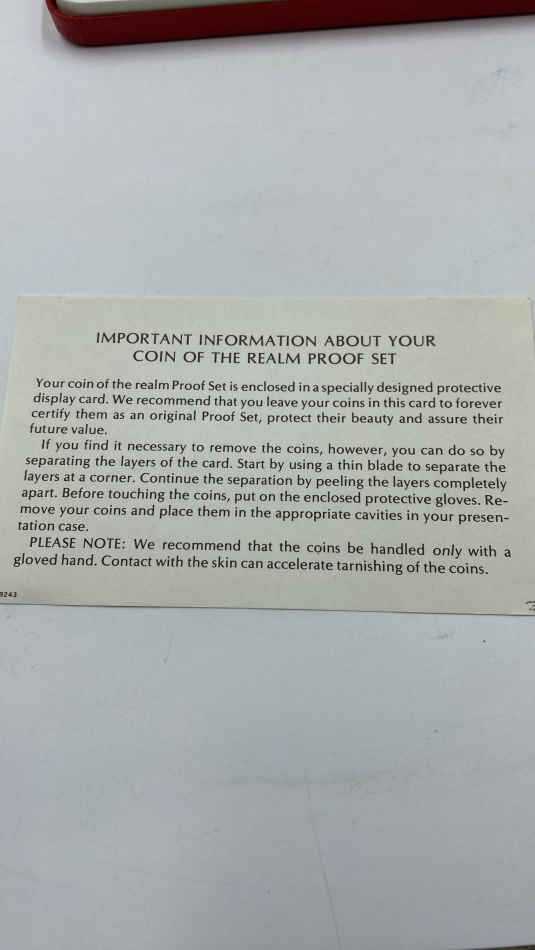 IMPORTANT INFORMATION ABOUT YOUR
COIN OF THE REALM PROOF SET
Your coin of the realm Proof Set is enclosed in a specially designed protective
display card. We recommend that you leave your coins in this card to forever
certify them as an original Proof Set, protect their beauty and assure their
future value.
If you find it necessary to remove the coins, however, you can do so by
separating the layers of the card. Start by using a thin blade to separate the
layers at a corner. Continue the separation by peeling the layers completely
apart. Before touching the coins, put on the enclosed protective gloves. Re-
move your coins and place them in the appropriate cavities in your presen-
tation case.
PLEASE NOTE: We recommend that the coins be handled only with a
gloved hand. Contact with the skin can accelerate tarnishing of the coins.
9243